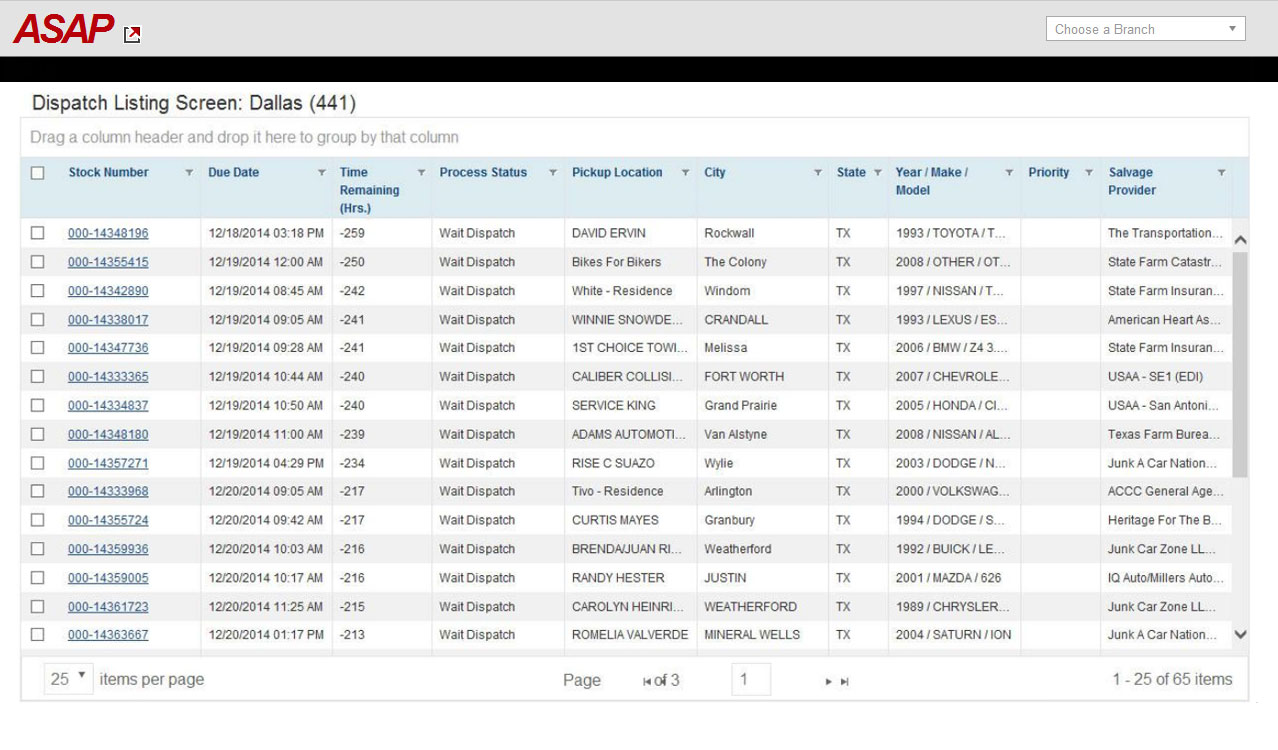 ASAP
Choose a Branch
Dispatch Listing Screen: Dallas (441)
Drag a column header and drop it here to group by that column
Stock Number Due Date Time Remaining (Hrs.) Process Status Pickup Location City State Year / Make / Model Priority Salvage Provider
000-14348196 12/18/2014 03:18 PM -259 Wait Dispatch DAVID ERVIN Rockwall TX 1993 / TOYOTA / T... The Transportation...
000-14355415 12/19/2014 12:00 AM -250 Wait Dispatch Bikes For Bikers The Colony TX 2008 / OTHER / OT... State Farm Catastr...
000-14342890 12/19/2014 08:45 AM -242 Wait Dispatch White - Residence Windom TX 1997 / NISSAN / T... State Farm Insuran...
000-14338017 12/19/2014 09:05 AM -241 Wait Dispatch WINNIE SNOWDE... CRANDALL TX 1993 / LEXUS / ES... American Heart As...
000-14347736 12/19/2014 09:28 AM -241 Wait Dispatch 1ST CHOICE TOWI... Melissa TX 2006 / BMW / Z4 3.... State Farm Insuran...
000-14333365 12/19/2014 10:44 AM -240 Wait Dispatch CALIBER COLLISI... FORT WORTH TX 2007 / CHEVROLE... USAA - SE1 (EDI)
000-14334837 12/19/2014 10:50 AM -240 Wait Dispatch SERVICE KING Grand Prairie TX 2005 / HONDA / CI... USAA - San Antoni...
000-14348180 12/19/2014 11:00 AM -239 Wait Dispatch ADAMS AUTOMOTI... Van Alstyne TX 2008 / NISSAN / AL... Texas Farm Burea...
000-14357271 12/19/2014 04:29 PM -234 Wait Dispatch RISE C SUAZO Wylie TX 2003 / DODGE / N... Junk A Car Nation...
000-14333968 12/20/2014 09:05 AM -217 Wait Dispatch Tivo - Residence Arlington TX 2000 / VOLKSWAG... ACCC General Age...
000-14355724 12/20/2014 09:42 AM -217 Wait Dispatch CURTIS MAYES Granbury TX 1994 / DODGE / S... Heritage For The B...
000-14359936 12/20/2014 10:03 AM -216 Wait Dispatch BRENDA/JUAN RI... Weatherford TX 1992 / BUICK / LE... Junk Car Zone LL...
000-14359005 12/20/2014 10:17 AM -216 Wait Dispatch RANDY HESTER JUSTIN TX 2001 / MAZDA / 626 IQ Auto/Millers Auto...
000-14361723 12/20/2014 11:25 AM -215 Wait Dispatch CAROLYN HEINRI... WEATHERFORD TX 1989 / CHRYSLER... Junk Car Zone LL...
000-14363667 12/20/2014 01:17 PM -213 Wait Dispatch ROMELIA VALVERDE MINERAL WELLS TX 2004 / SATURN / ION Junk A Car Nation...
25 items per page Page of 3 1 1 - 25 of 65 items